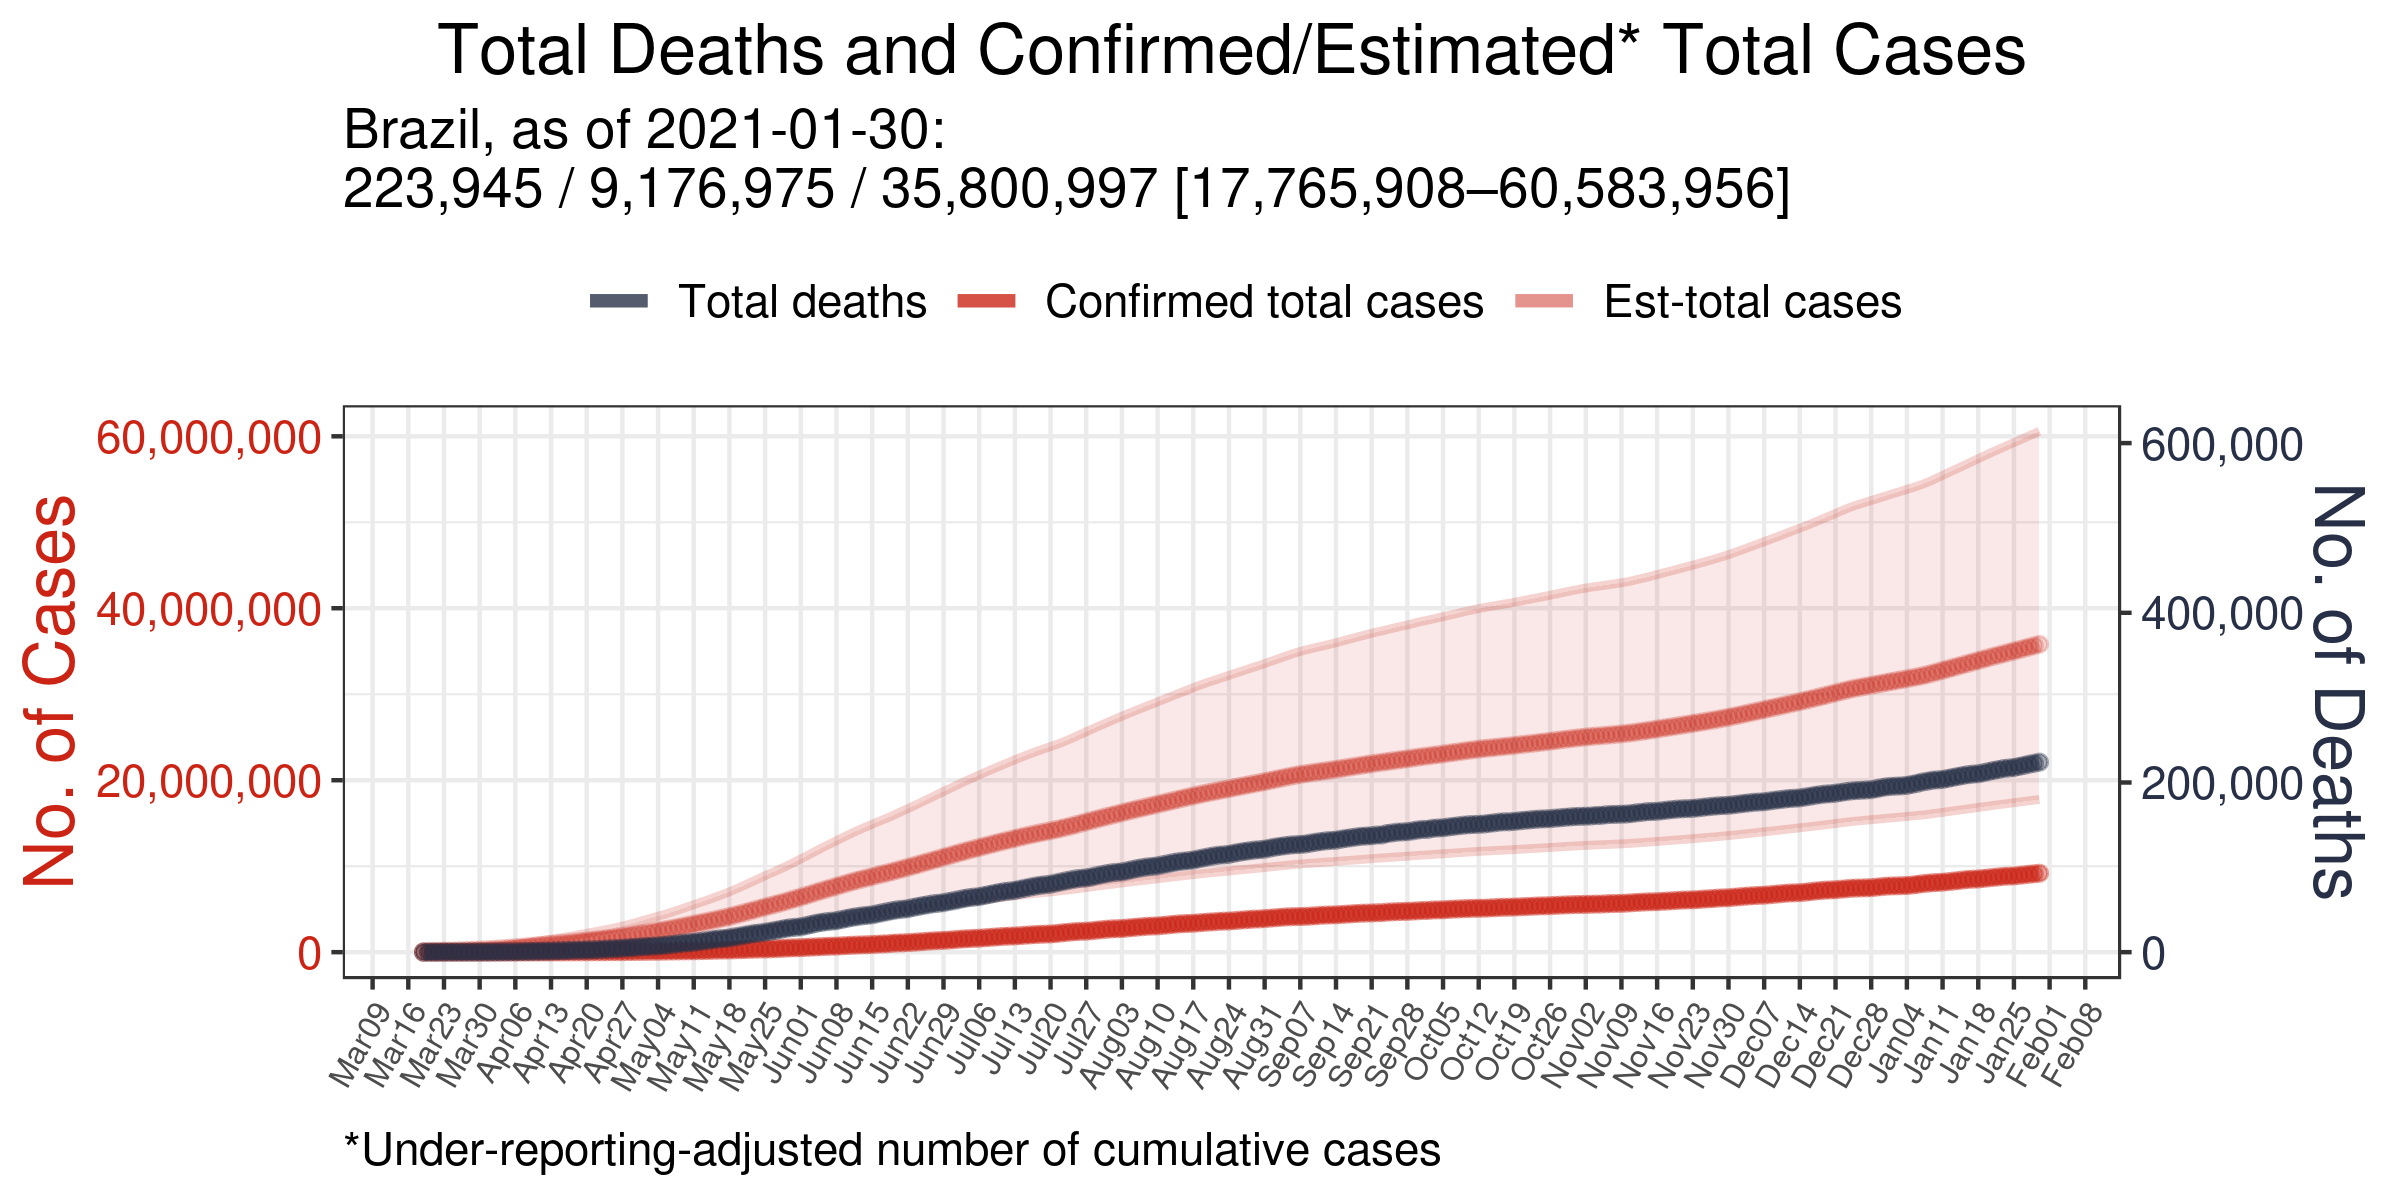 Total Deaths and Confirmed/Estimated* Total Cases
Brazil, as of 2021-01-30:
223,945 / 9,176,975 / 35,800,997 [17,765,908–60,583,956]
Total deaths
Confirmed total cases
Est-total cases
No. of Cases
60,000,000
40,000,000
20,000,000
0
600,000
400,000
200,000
0
No. of Deaths
Mar09
Mar16
Mar23
Mar30
Apr06
Apr13
Apr20
Apr27
May04
May11
May18
May25
Jun01
Jun08
Jun15
Jun22
Jun29
Jul06
Jul13
Jul20
Jul27
Aug03
Aug10
Aug17
Aug24
Aug31
Sep07
Sep14
Sep21
Sep28
Oct05
Oct12
Oct19
Oct26
Nov02
Nov09
Nov16
Nov23
Nov30
Dec07
Dec14
Dec21
Dec28
Jan04
Jan11
Jan18
Jan25
Feb01
Feb08
*Under-reporting-adjusted number of cumulative cases